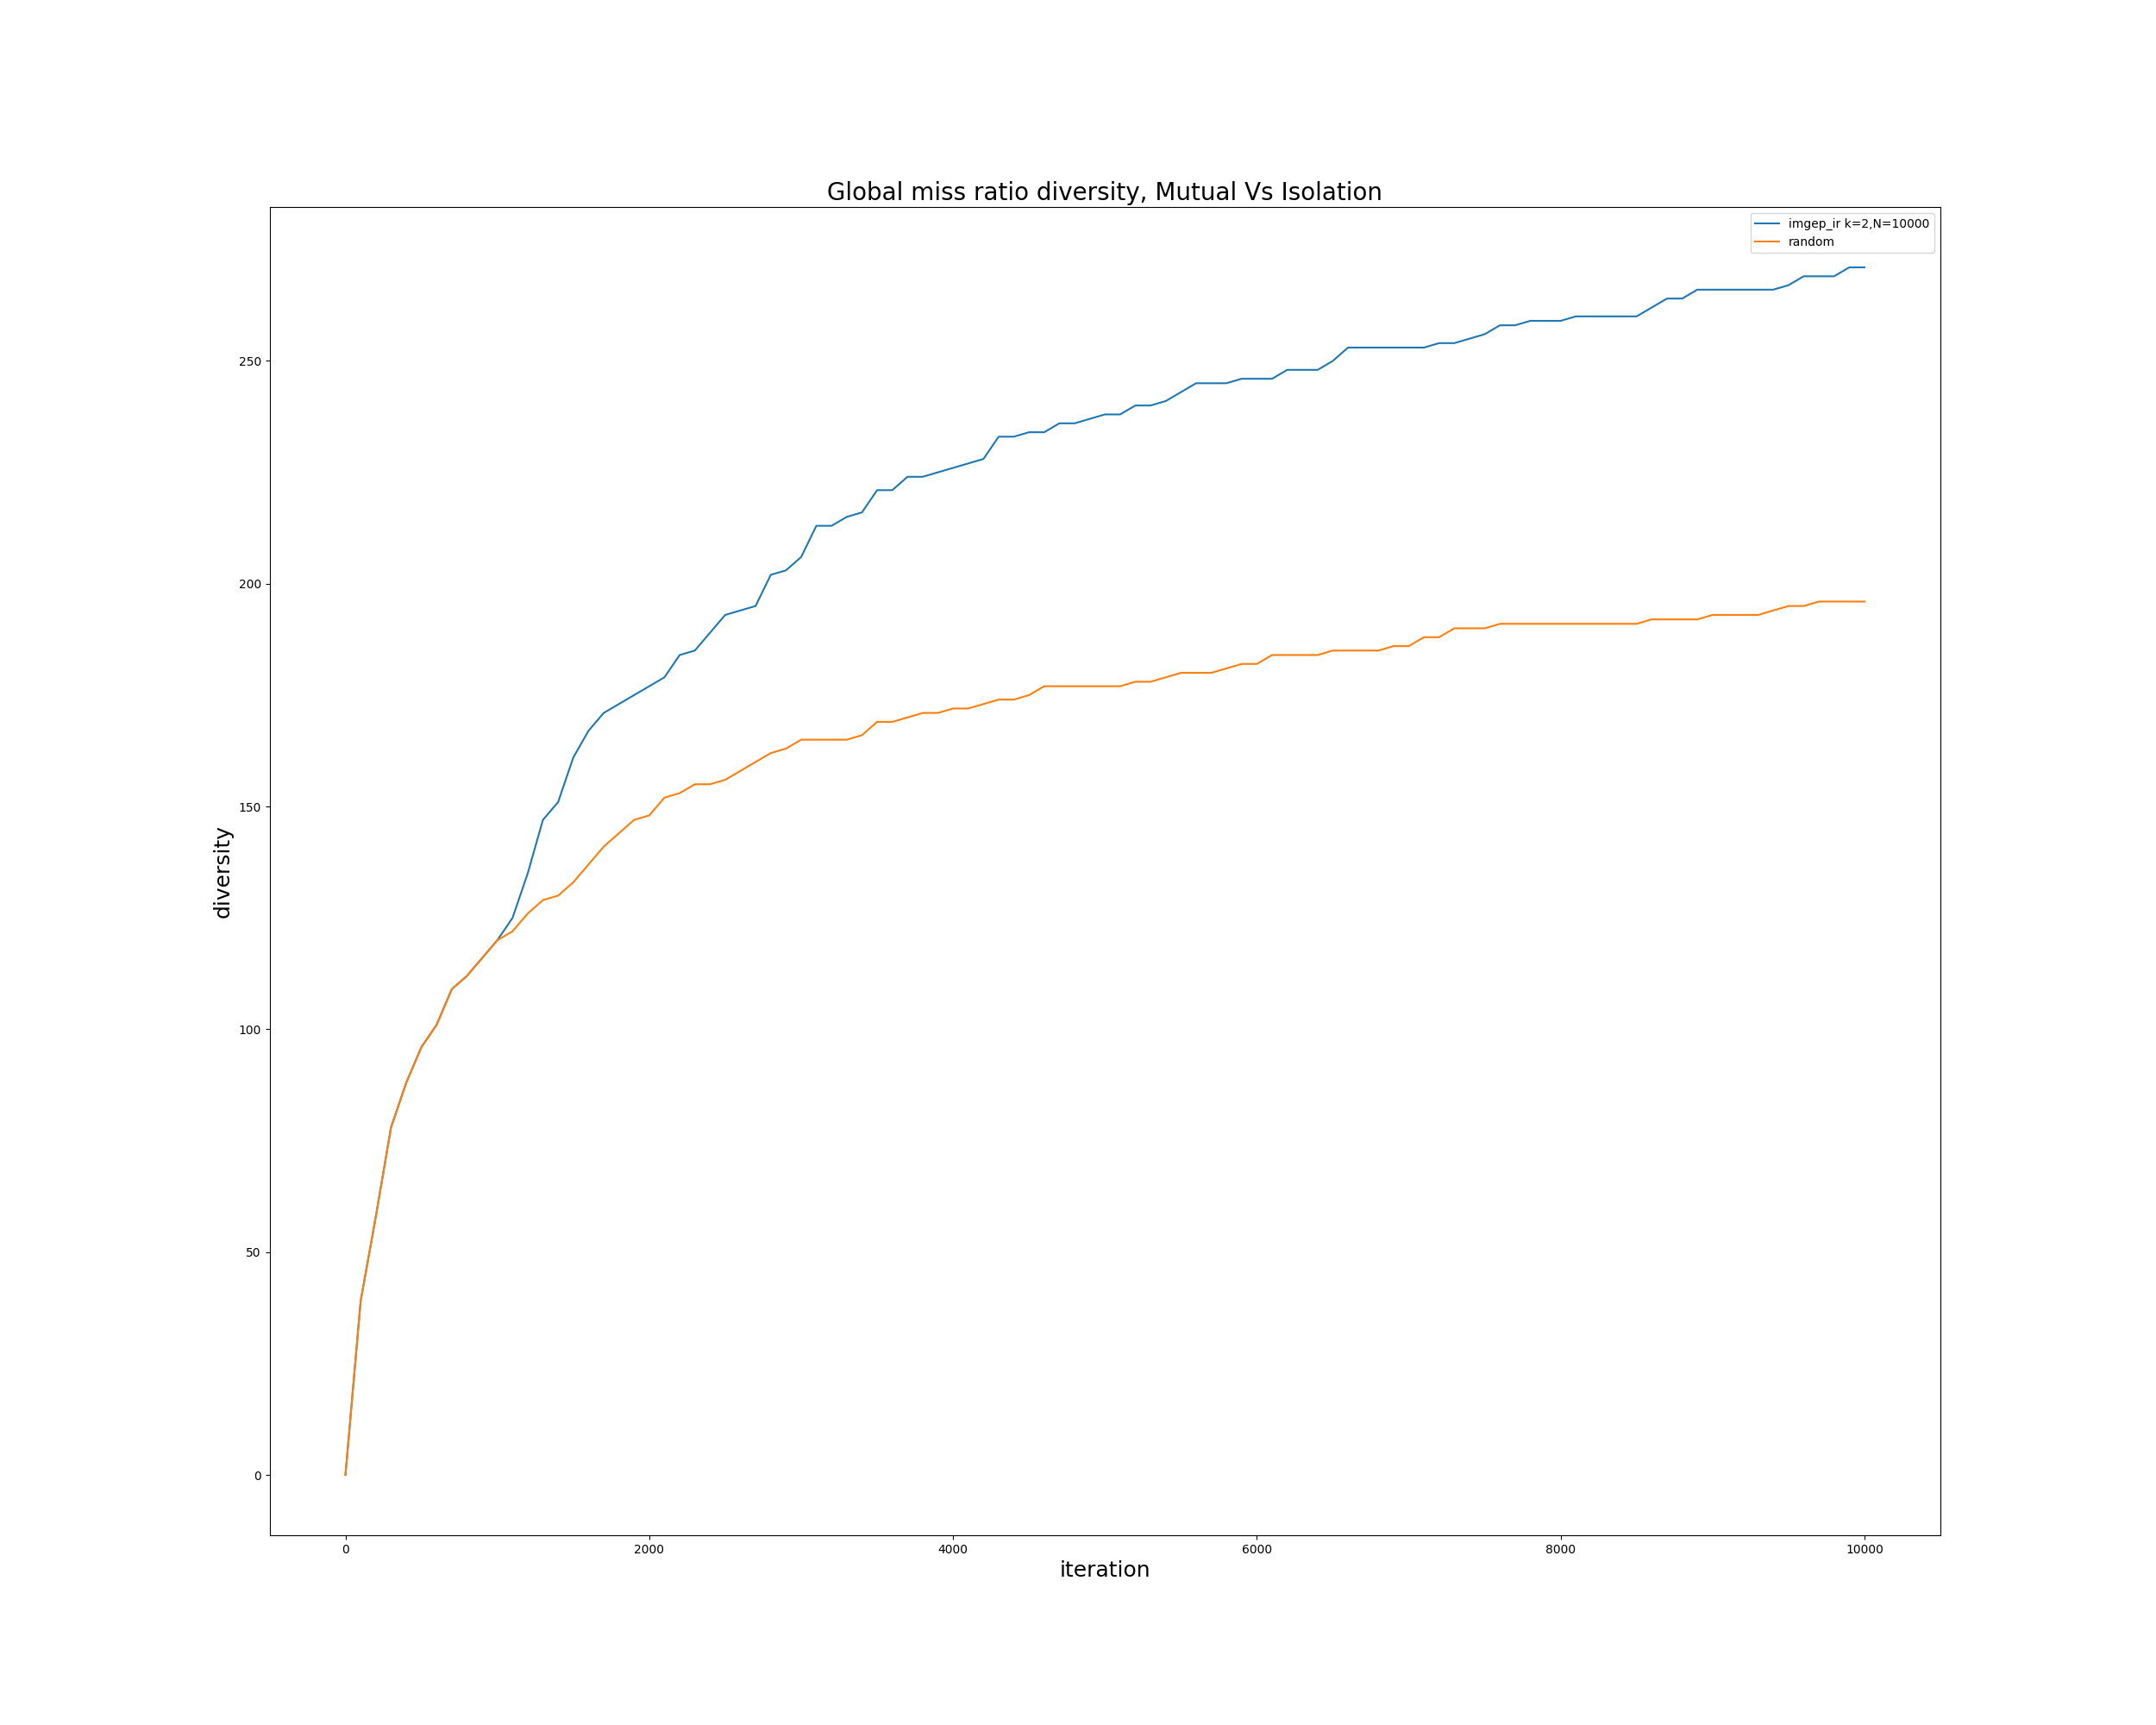 Global miss ratio diversity, Mutual Vs Isolation
imgep_ir k=2,N=10000
random
250
200
150
100
50
0
diversity
0 2000 4000 6000 8000 10000
iteration